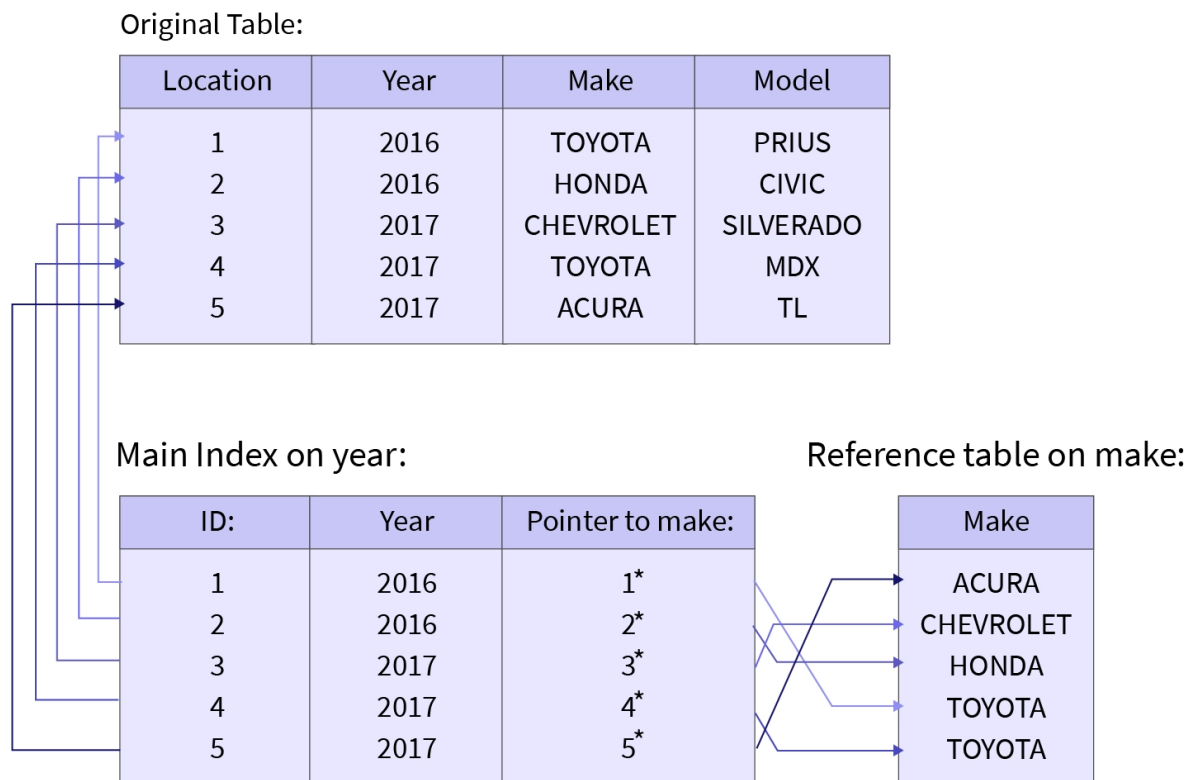 Original Table:
Location Year Make Model
1 2016 TOYOTA PRIUS
2 2016 HONDA CIVIC
3 2017 CHEVROLET SILVERADO
4 2017 TOYOTA MDX
5 2017 ACURA TL
Main Index on year: Reference table on make:
ID: Year Pointer to make: Make
1 2016 1* ACURA
2 2016 2* CHEVROLET
3 2017 3* HONDA
4 2017 4* TOYOTA
5 2017 5* TOYOTA